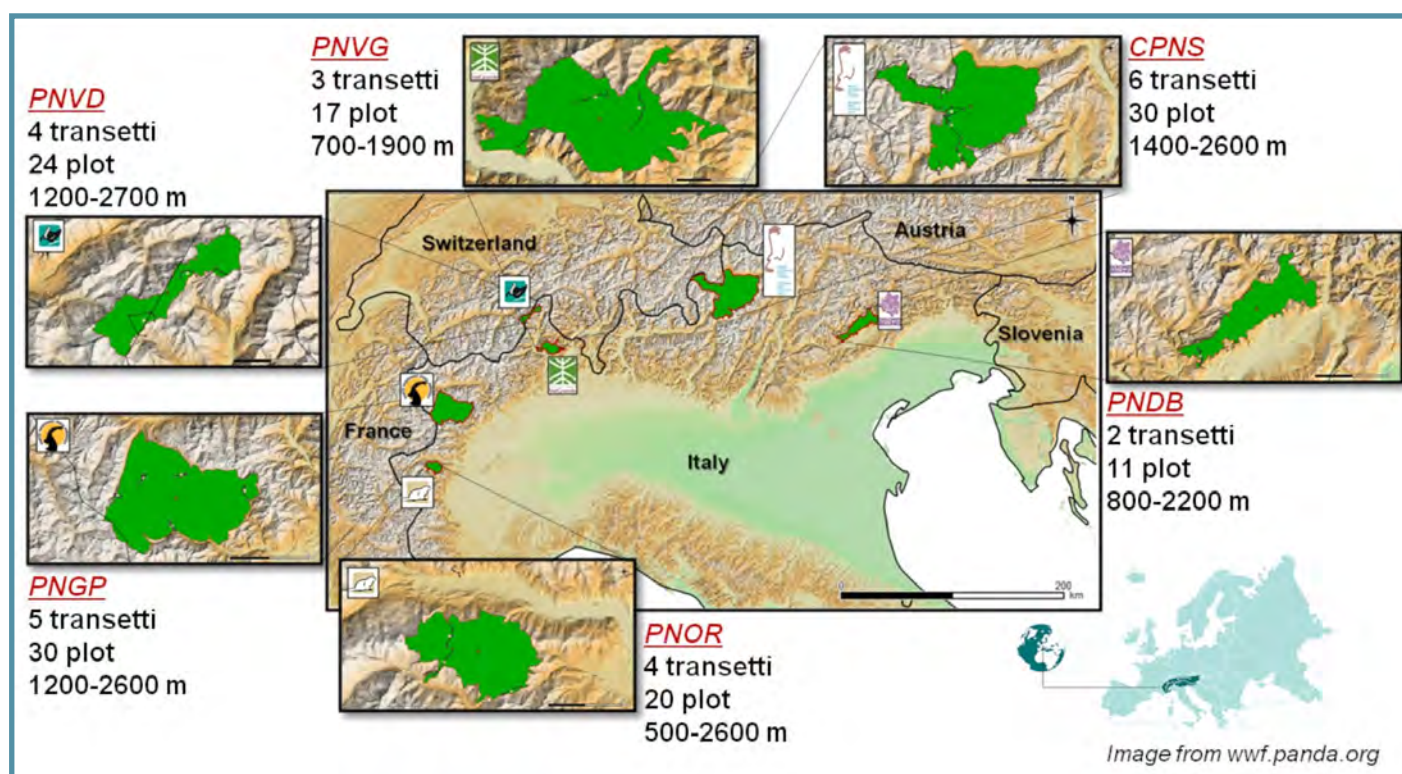 PNVG
3 transetti
17 plot
700-1900 m
CPNS
6 transetti
30 plot
1400-2600 m
PNVD
4 transetti
24 plot
1200-2700 m
Switzerland
Austria
Slovenia
France
Italy
0
200
km
PNDB
2 transetti
11 plot
800-2200 m
PNGP
5 transetti
30 plot
1200-2600 m
PNOR
4 transetti
20 plot
500-2600 m
Image from wwf.panda.org